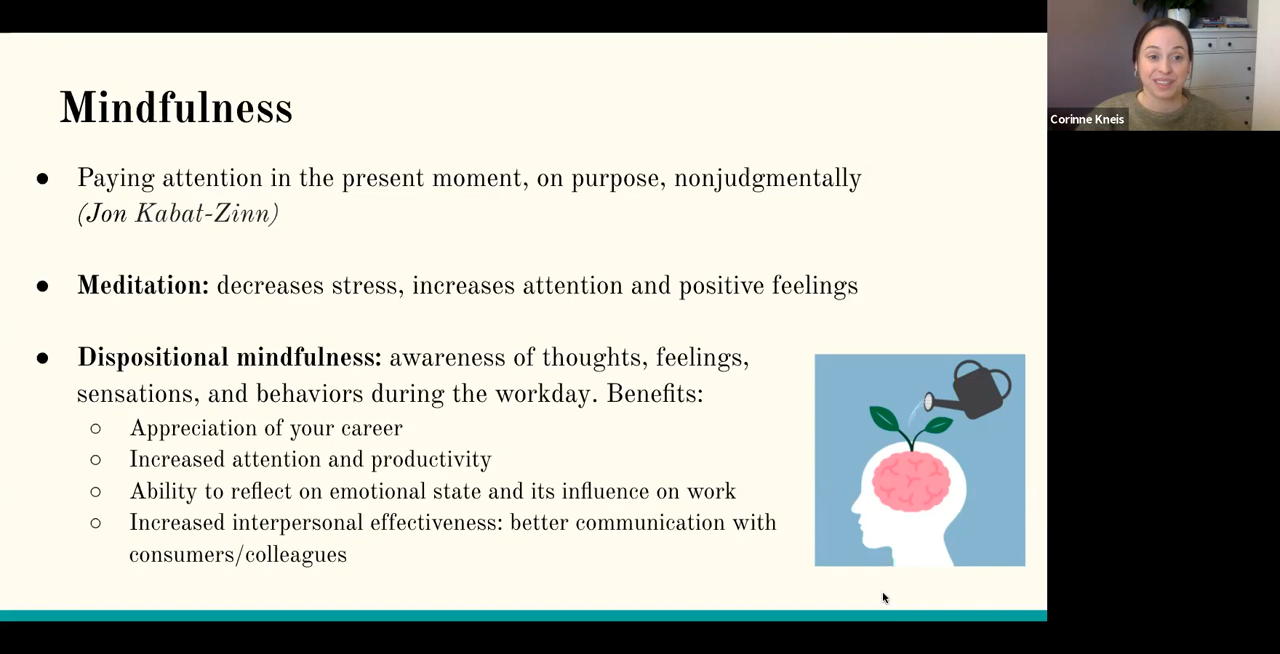 Mindfulness
● Paying attention in the present moment, on purpose, nonjudgmentally
(Jon Kabat-Zinn)
● Meditation: decreases stress, increases attention and positive feelings
● Dispositional mindfulness: awareness of thoughts, feelings,
sensations, and behaviors during the workday. Benefits:
○ Appreciation of your career
○ Increased attention and productivity
○ Ability to reflect on emotional state and its influence on work
○ Increased interpersonal effectiveness: better communication with
consumers/colleagues
Corinne Kneis